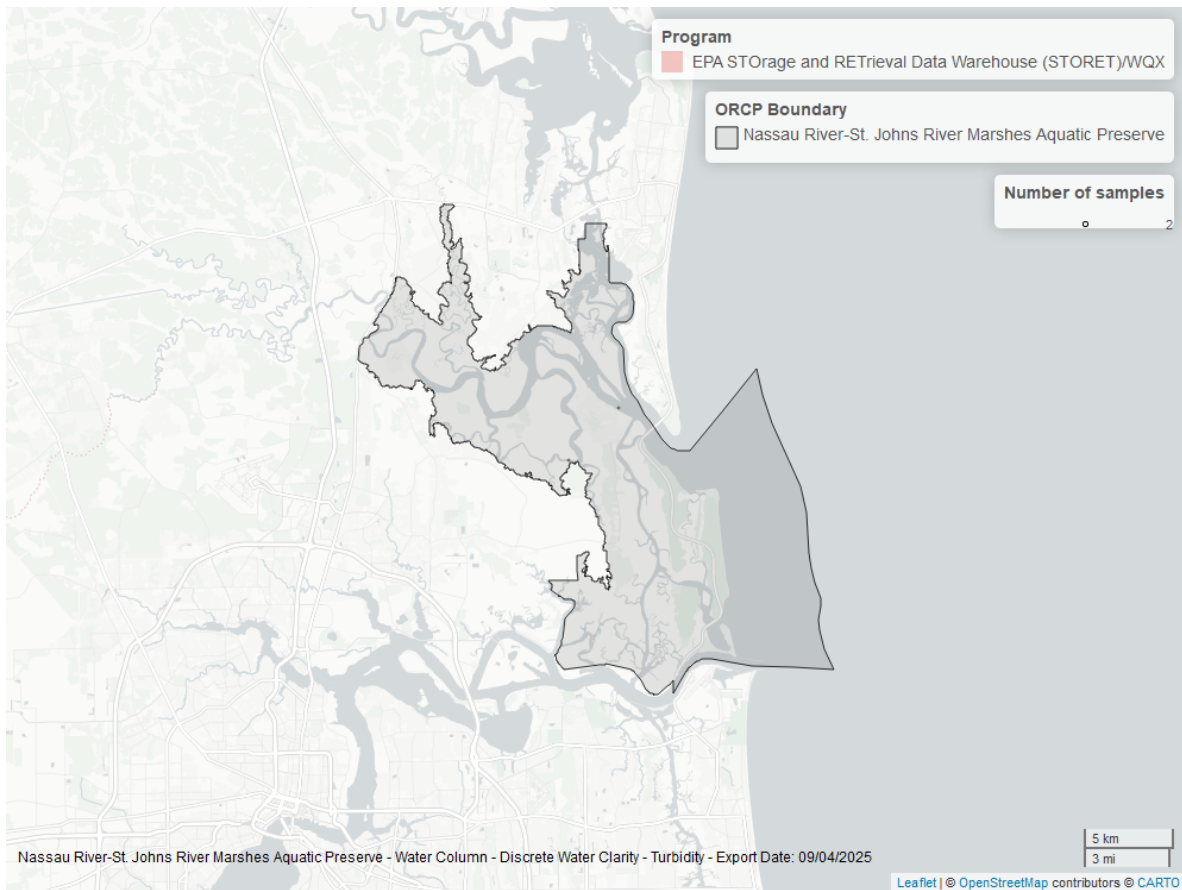 Program
EPA STOrage and RETrieval Data Warehouse (STORET)/WQX
ORCP Boundary
Nassau River-St. Johns River Marshes Aquatic Preserve
Number of samples
2
Nassau River-St. Johns River Marshes Aquatic Preserve - Water Column - Discrete Water Clarity - Turbidity - Export Date: 09/04/2025
5 km
3 mi
Leaflet | © OpenStreetMap contributors © CARTO